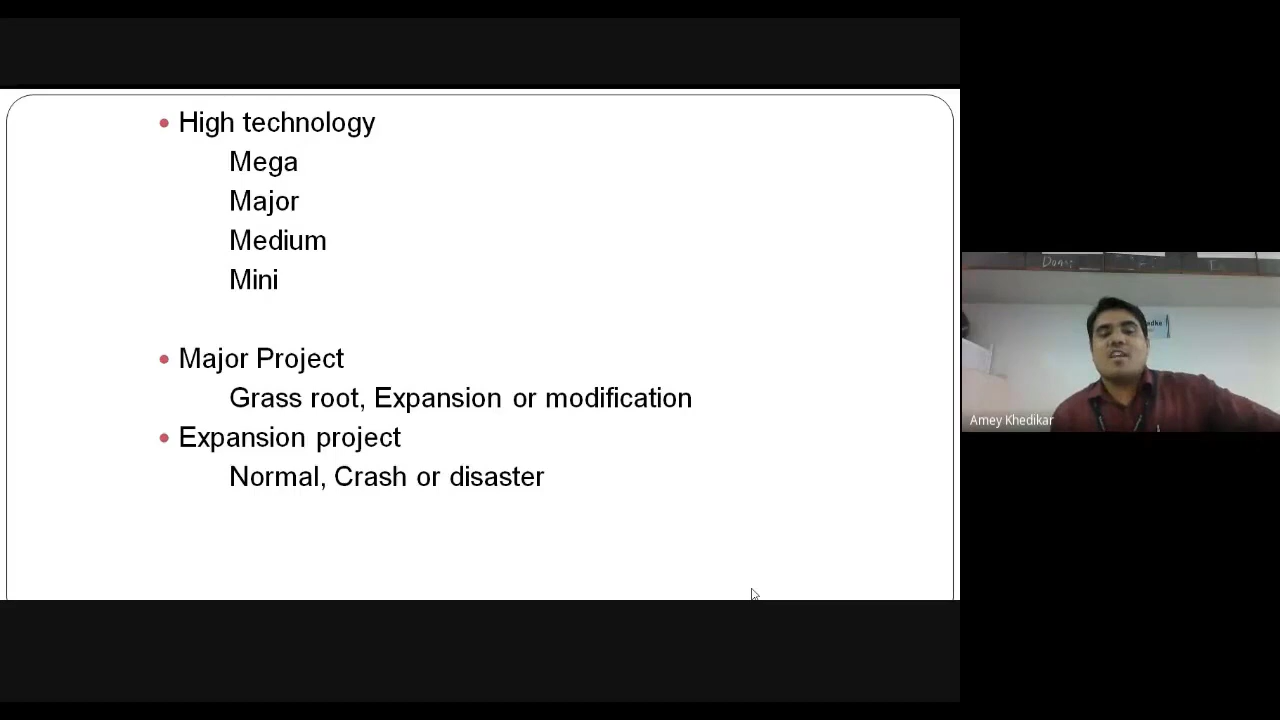 • High technology
Mega
Major
Medium
Mini
• Major Project
Grass root, Expansion or modification
• Expansion project
Normal, Crash or disaster
Amey Khedikar